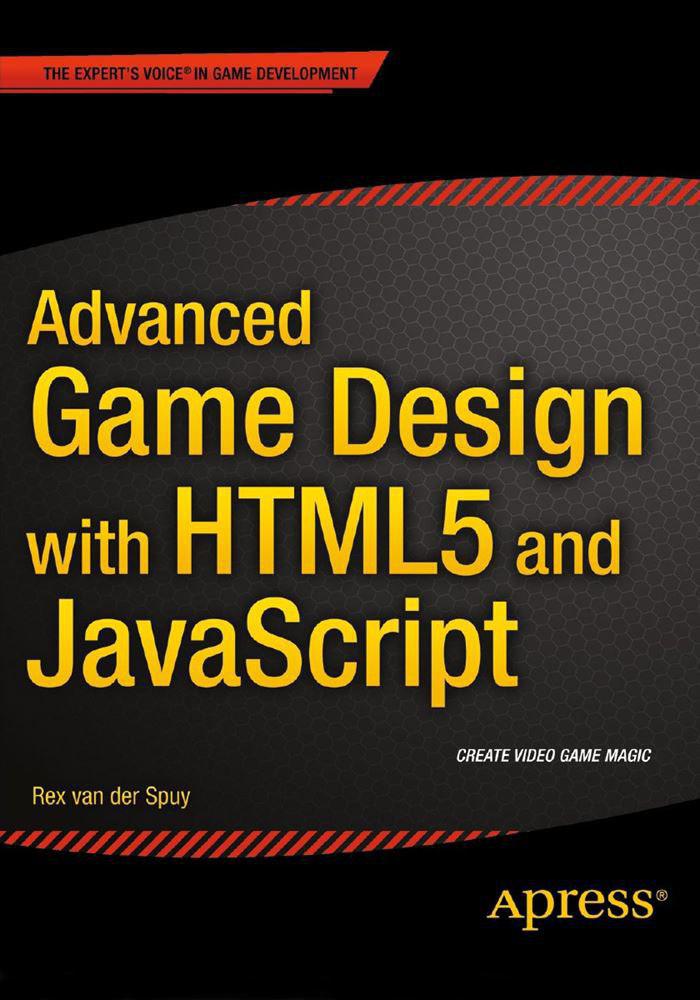 THE EXPERT'S VOICE® IN GAME DEVELOPMENT
Advanced
Game Design
with HTML5 and
JavaScript
CREATE VIDEO GAME MAGIC
Rex van der Spuy
Apress®